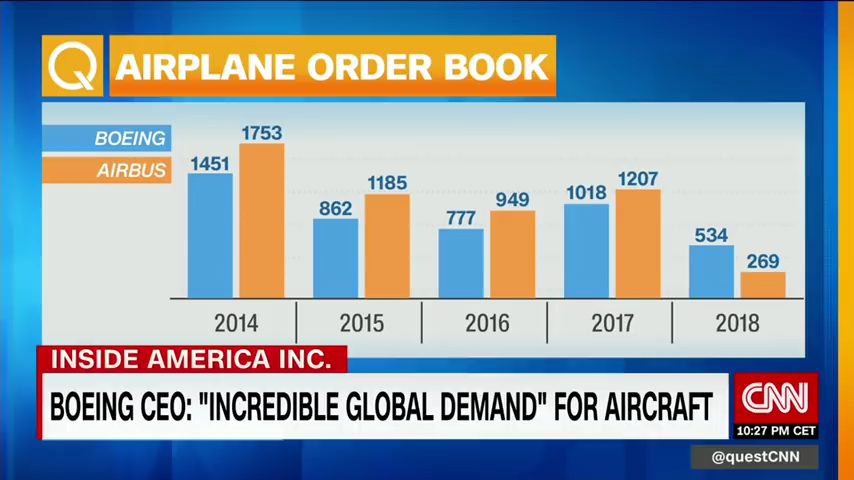 Q AIRPLANE ORDER BOOK
BOEING
AIRBUS
1451 1753
862 1185
777 949
1018 1207
534 269
2014 2015 2016 2017 2018
INSIDE AMERICA INC.
BOEING CEO: "INCREDIBLE GLOBAL DEMAND" FOR AIRCRAFT
CNN
10:27 PM CET
@questCNN